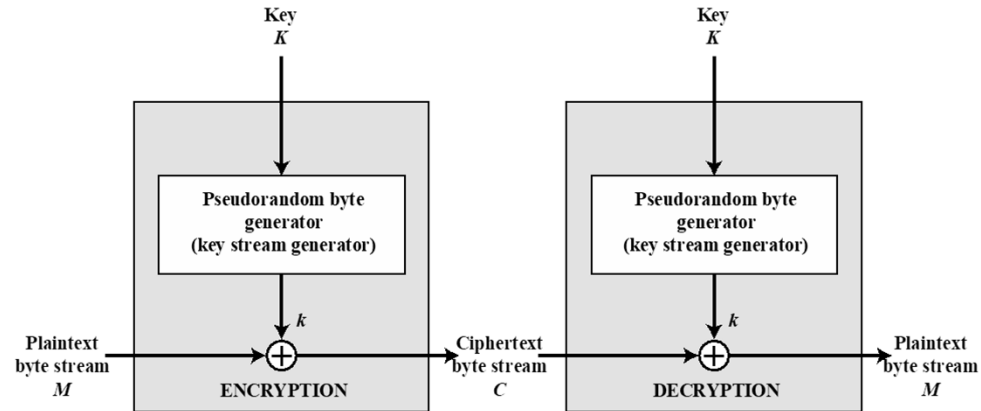 Key
K
Key
K
Pseudorandom byte
generator
(key stream generator)
Pseudorandom byte
generator
(key stream generator)
k
k
Plaintext
byte stream
M
ENCRYPTION
Ciphertext
byte stream
C
DECRYPTION
Plaintext
byte stream
M